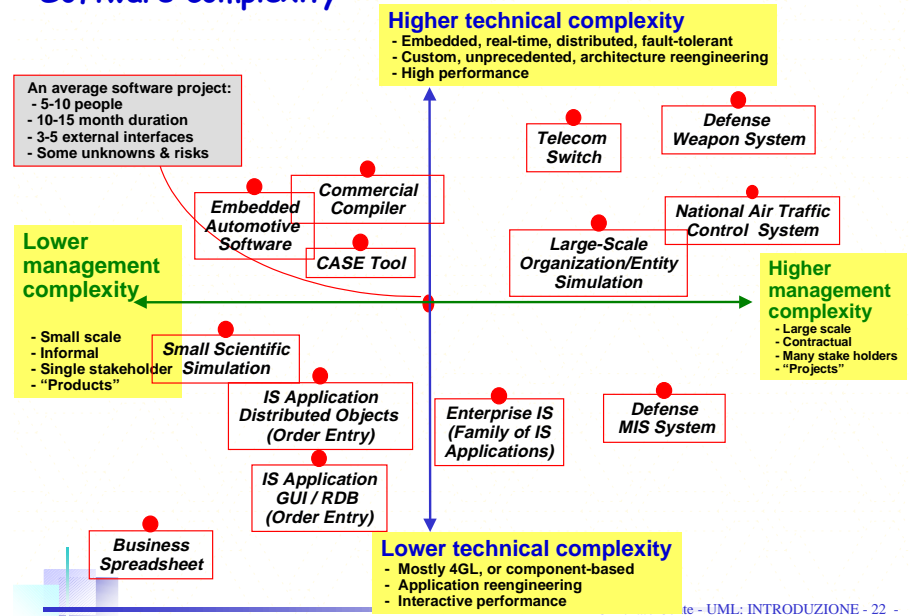 Software complexity
Higher technical complexity
- Embedded, real-time, distributed, fault-tolerant
- Custom, unprecedented, architecture reengineering
- High performance
An average software project:
- 5-10 people
- 10-15 month duration
- 3-5 external interfaces
- Some unknowns & risks
Defense
Weapon System
Telecom
Switch
Commercial
Compiler
Embedded
Automotive
Software
National Air Traffic
Control System
CASE Tool
Large-Scale
Organization/Entity
Simulation
Lower
management
complexity
- Small scale
- Informal
- Single stakeholder
- “Products”
Higher
management
complexity
- Large scale
- Contractual
- Many stake holders
- “Projects”
Small Scientific
Simulation
IS Application
Distributed Objects
(Order Entry)
Enterprise IS
(Family of IS
Applications)
Defense
MIS System
IS Application
GUI / RDB
(Order Entry)
Business
Spreadsheet
Lower technical complexity
- Mostly 4GL, or component-based
- Application reengineering
- Interactive performance
- UML: INTRODUZIONE - 22 -